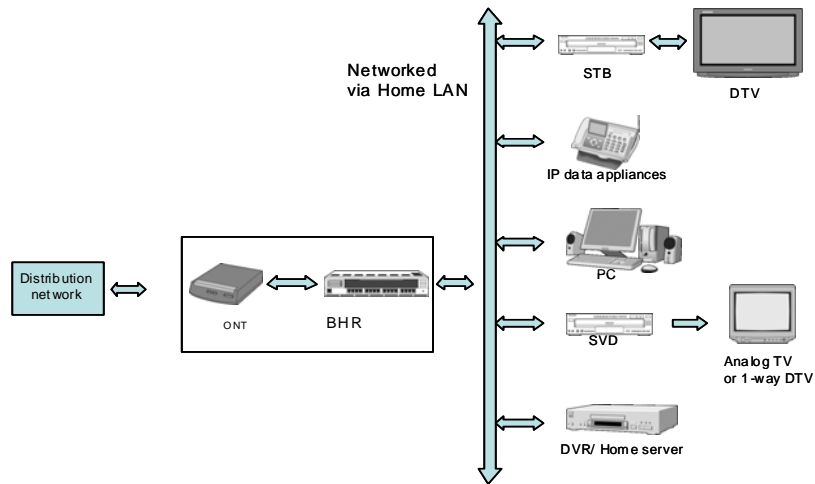 Networked
via Home LAN
STB
DTV
IP data appliances
PC
Distribution
network
ONT
BHR
SVD
Analog TV
or 1-way DTV
DVR/ Home server